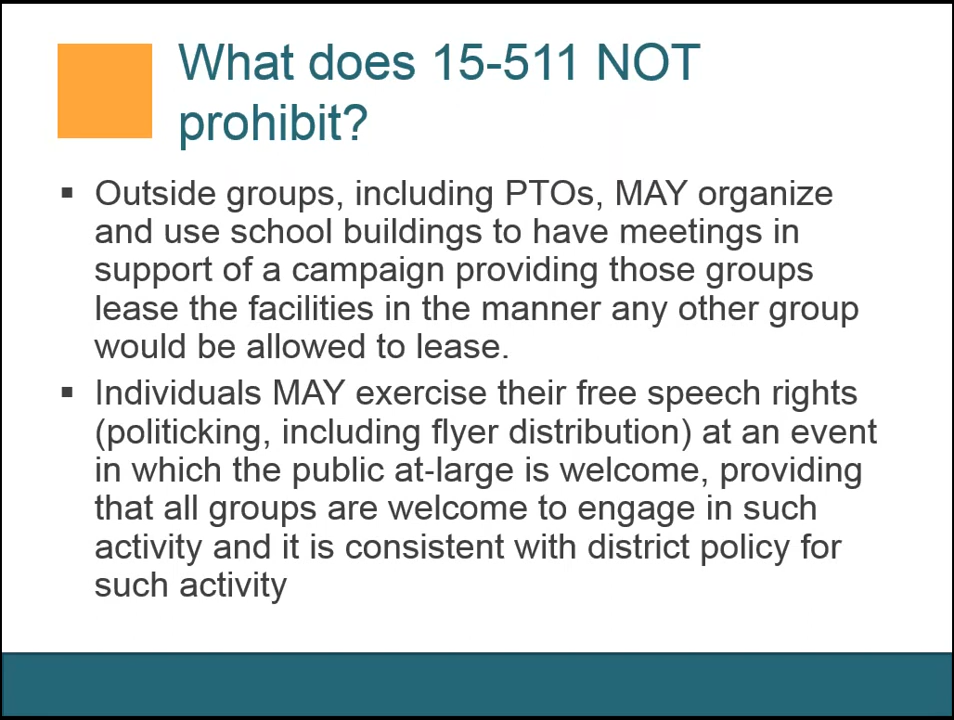 What does 15-511 NOT
prohibit?
▪ Outside groups, including PTOs, MAY organize
and use school buildings to have meetings in
support of a campaign providing those groups
lease the facilities in the manner any other group
would be allowed to lease.
▪ Individuals MAY exercise their free speech rights
(politicking, including flyer distribution) at an event
in which the public at-large is welcome, providing
that all groups are welcome to engage in such
activity and it is consistent with district policy for
such activity